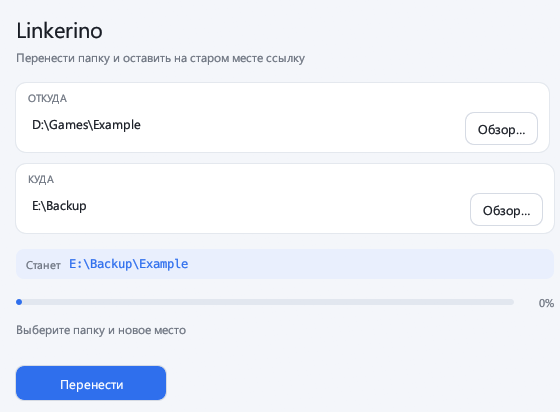 Linkerino
Перенести папку и оставить на старом месте ссылку
ОТКУДА
D:\Games\Example
Обзор...
КУДА
E:\Backup
Обзор...
Станет E:\Backup\Example
0%
Выберите папку и новое место
Перенести